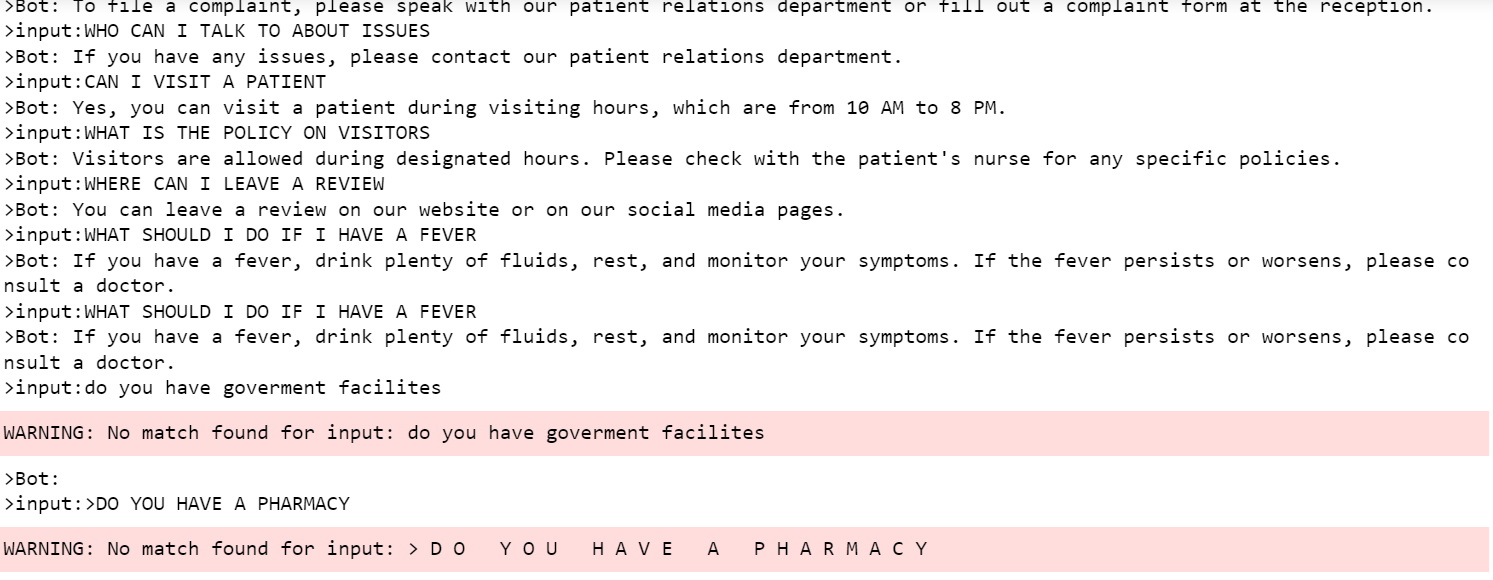 >Bot: To file a complaint, please speak with our patient relations department or fill out a complaint form at the reception.
>input:WHO CAN I TALK TO ABOUT ISSUES
>Bot: If you have any issues, please contact our patient relations department.
>input:CAN I VISIT A PATIENT
>Bot: Yes, you can visit a patient during visiting hours, which are from 10 AM to 8 PM.
>input:WHAT IS THE POLICY ON VISITORS
>Bot: Visitors are allowed during designated hours. Please check with the patient's nurse for any specific policies.
>input:WHERE CAN I LEAVE A REVIEW
>Bot: You can leave a review on our website or on our social media pages.
>input:WHAT SHOULD I DO IF I HAVE A FEVER
>Bot: If you have a fever, drink plenty of fluids, rest, and monitor your symptoms. If the fever persists or worsens, please co
nsult a doctor.
>input:WHAT SHOULD I DO IF I HAVE A FEVER
>Bot: If you have a fever, drink plenty of fluids, rest, and monitor your symptoms. If the fever persists or worsens, please co
nsult a doctor.
>input:do you have goverment facilites
WARNING: No match found for input: do you have goverment facilites
>Bot:
>input:>DO YOU HAVE A PHARMACY
WARNING: No match found for input: > D O   Y O U   H A V E   A   P H A R M A C Y